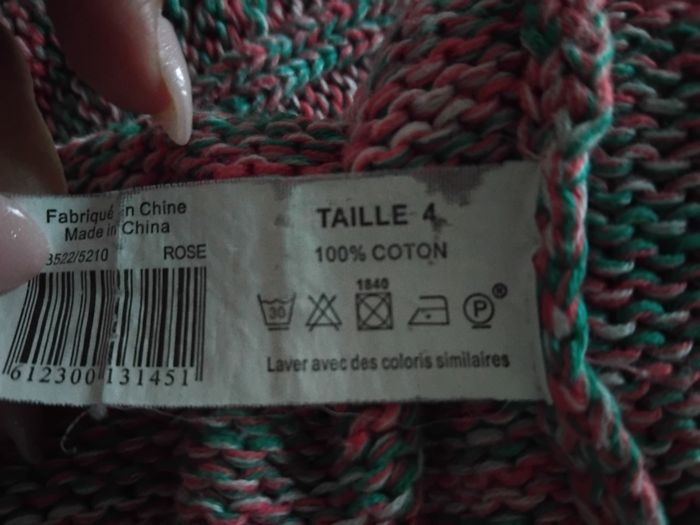 Fabriqué en Chine
Made in China
3522/5210 ROSE
612300 131451
TAILLE 4
100% COTON
1840
30
P
®
Laver avec des coloris similaires